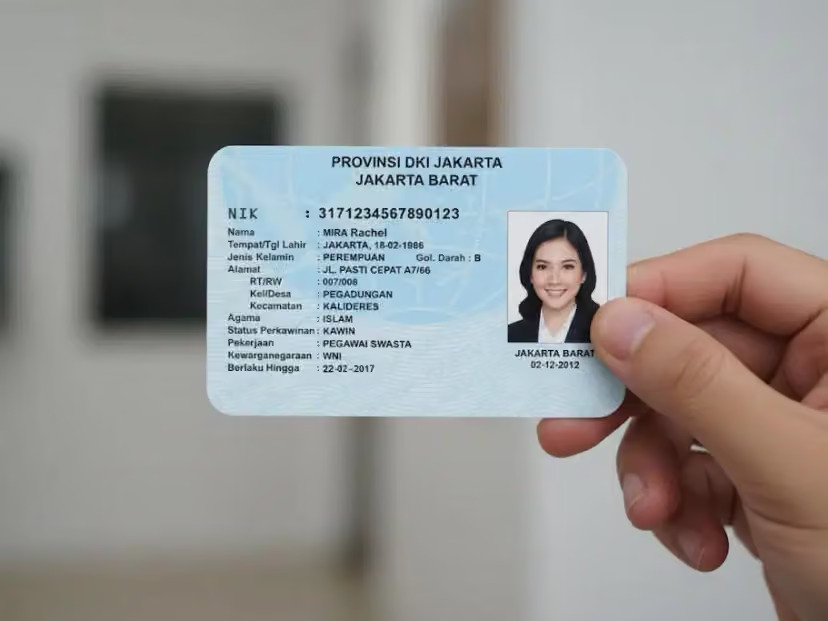 PROVINSI DKI JAKARTA
JAKARTA BARAT
NIK : 3171234567890123
Nama : MIRA Rachel
Tempat/Tgl Lahir : JAKARTA, 18-02-1986
Jenis Kelamin : PEREMPUAN Gol. Darah : B
Alamat : JL. PASTI CEPAT A7/66
RT/RW : 007/008
Kel/Desa : PEGADUNGAN
Kecamatan : KALIDERES
Agama : ISLAM
Status Perkawinan : KAWIN
Pekerjaan : PEGAWAI SWASTA
Kewarganegaraan : WNI
Berlaku Hingga : 22-02-2017
JAKARTA BARAT
02-12-2012